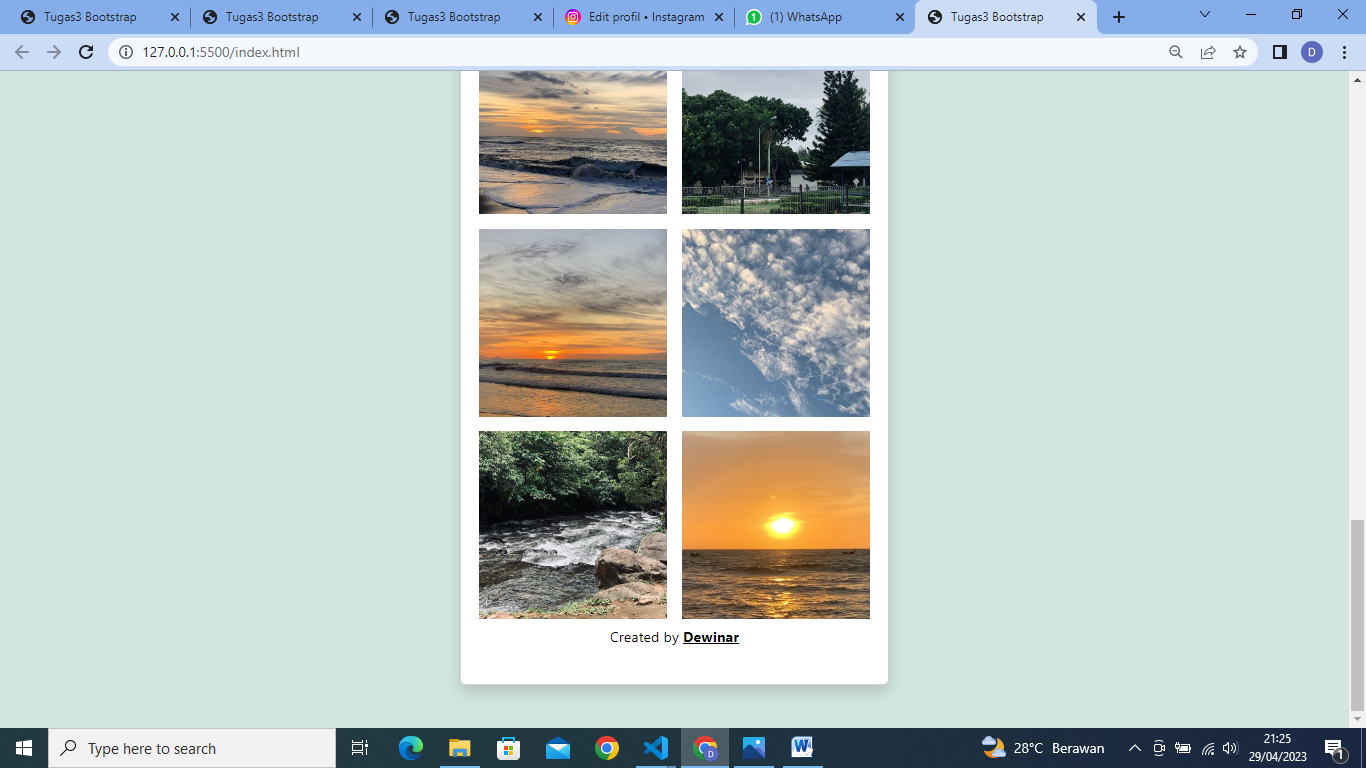 Tugas3 Bootstrap
Tugas3 Bootstrap
Tugas3 Bootstrap
Edit profil • Instagram
(1) WhatsApp
Tugas3 Bootstrap
127.0.0.1:5500/index.html
D
Created by Dewinar
Type here to search
D
W
28°C Berawan
21:25
29/04/2023
1